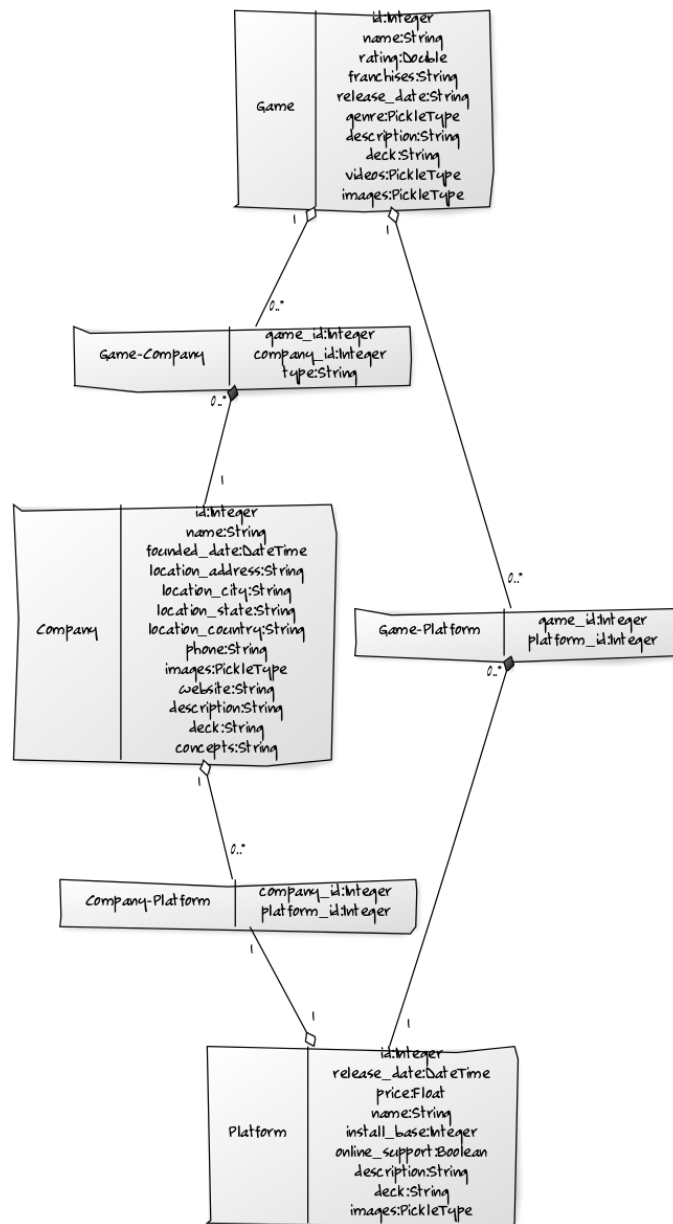 Game
id:Integer
name:String
rating:Double
franchises:String
release_date:String
genre:PickleType
description:String
deck:String
videos:PickleType
images:PickleType
1
1
0..*
Game-Company
game_id:Integer
company_id:Integer
type:String
0..*
1
Company
id:Integer
name:String
founded_date:DateTime
location_address:String
location_city:String
location_state:String
location_country:String
phone:String
images:PickleType
website:String
description:String
deck:String
concepts:String
0..*
Game-Platform
game_id:Integer
platform_id:Integer
0..*
1
0..*
Company-Platform
company_id:Integer
platform_id:Integer
1
1
1
Platform
id:Integer
release_date:DateTime
price:Float
name:String
install_base:Integer
online_support:Boolean
description:String
deck:String
images:PickleType